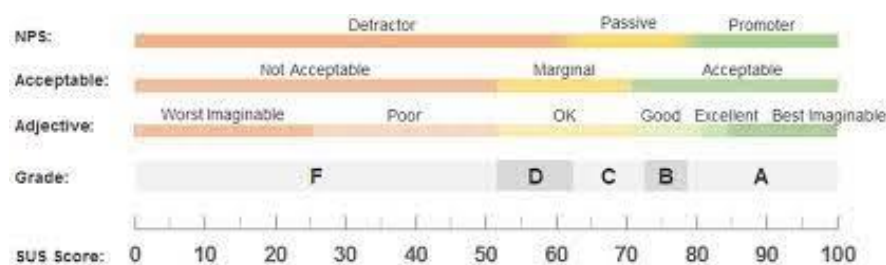 NPS: Detractor Passive Promoter
Acceptable: Not Acceptable Marginal Acceptable
Adjective: Worst Imaginable Poor OK Good Excellent Best Imaginable
Grade: F D C B A
SUS Score: 0 10 20 30 40 50 60 70 80 90 100